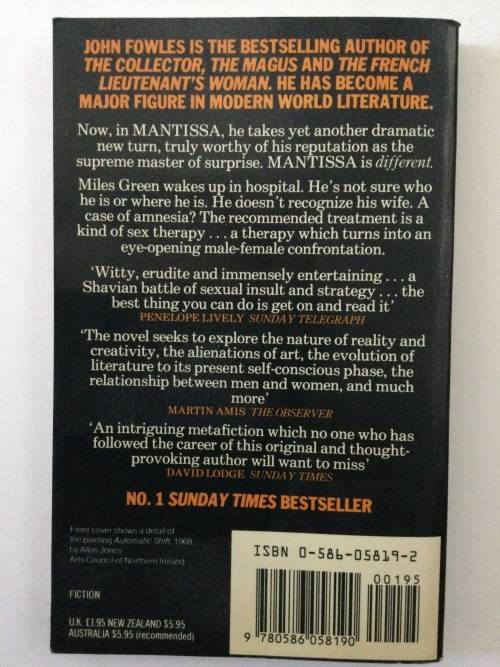 JOHN FOWLES IS THE BESTSELLING AUTHOR OF
THE COLLECTOR, THE MAGUS AND THE FRENCH
LIEUTENANT'S WOMAN. HE HAS BECOME A
MAJOR FIGURE IN MODERN WORLD LITERATURE.
Now, in MANTISSA, he takes yet another dramatic
new turn, truly worthy of his reputation as the
supreme master of surprise. MANTISSA is different.
Miles Green wakes up in hospital. He's not sure who
he is or where he is. He doesn't recognize his wife. A
case of amnesia? The recommended treatment is a
kind of sex therapy . . . a therapy which turns into an
eye-opening male-female confrontation.
'Witty, erudite and immensely entertaining . . . a
Shavian battle of sexual insult and strategy . . . the
best thing you can do is get on and read it'
PENELOPE LIVELY SUNDAY TELEGRAPH
'The novel seeks to explore the nature of reality and
creativity, the alienations of art, the evolution of
literature to its present self-conscious phase, the
relationship between men and women, and much
more'
MARTIN AMIS THE OBSERVER
'An intriguing metafiction which no one who has
followed the career of this original and thought-
provoking author will want to miss'
DAVID LODGE SUNDAY TIMES
NO. 1 SUNDAY TIMES BESTSELLER
Front cover shows a detail of
the painting Automatic Shift, 1968
by Allen Jones
Arts Council of Northern Ireland
FICTION
U.K. £1.95 NEW ZEALAND $5.95
AUSTRALIA $5.95 (recommended)
ISBN 0-586-05819-2
00195
9 780586 058190